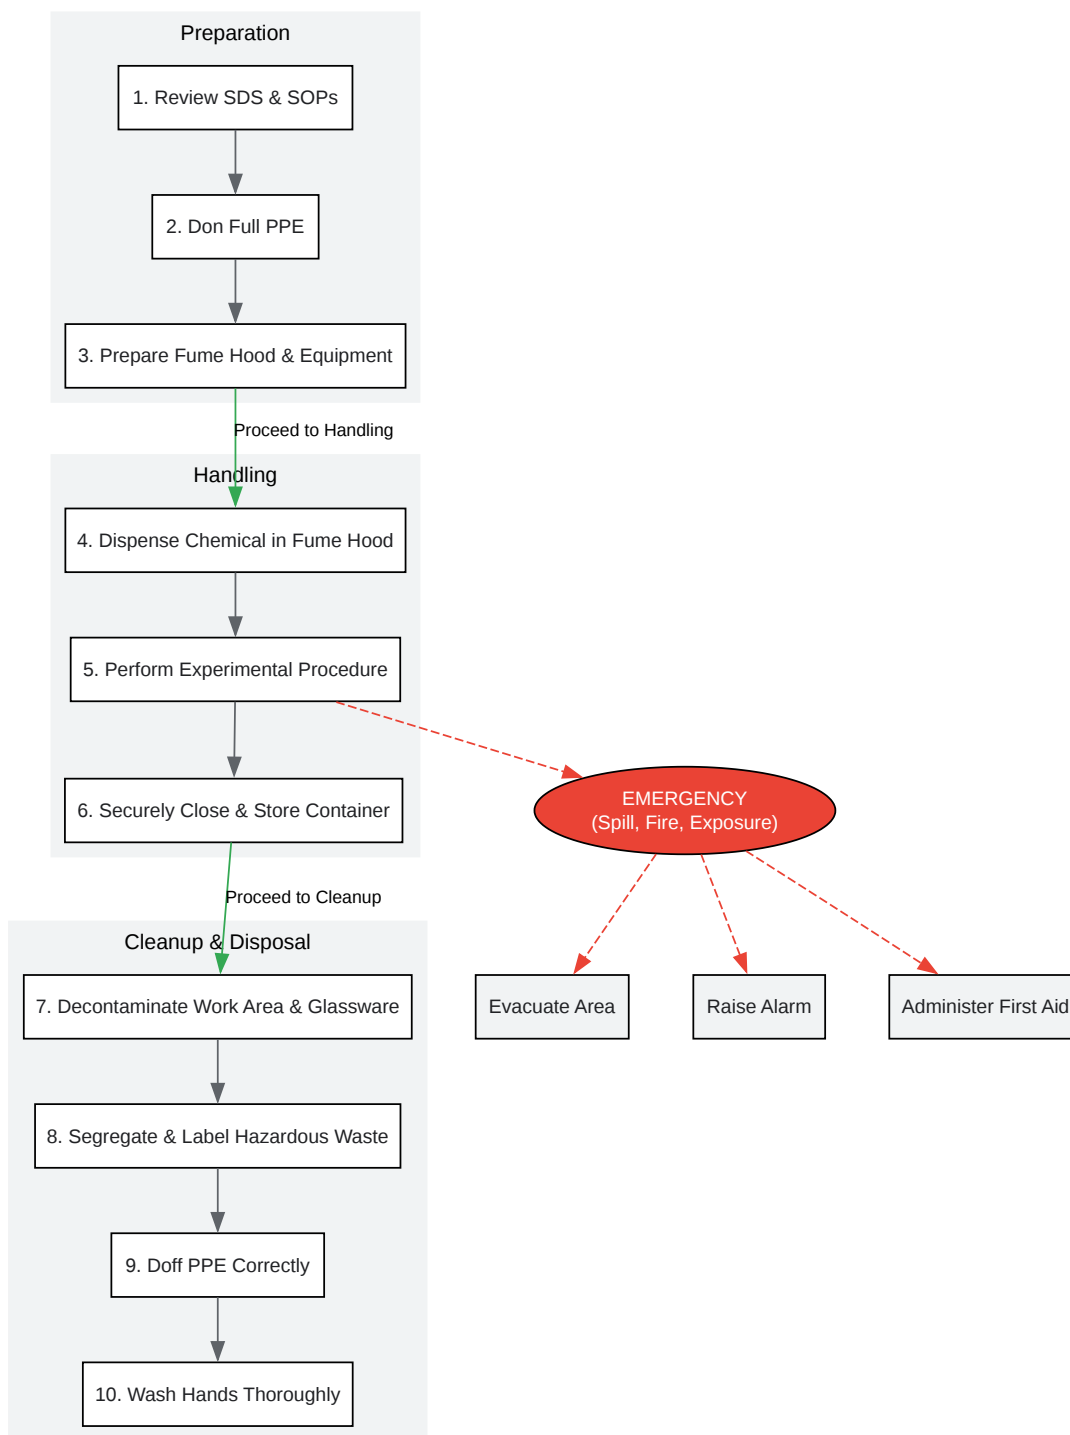 Preparation
1. Review SDS & SOPs
2. Don Full PPE
3. Prepare Fume Hood & Equipment
Proceed to Handling
Handling
4. Dispense Chemical in Fume Hood
5. Perform Experimental Procedure
6. Securely Close & Store Container
EMERGENCY
(Spill, Fire, Exposure)
Proceed to Cleanup
Cleanup & Disposal
7. Decontaminate Work Area & Glassware
Evacuate Area
Raise Alarm
Administer First Aid
8. Segregate & Label Hazardous Waste
9. Doff PPE Correctly
10. Wash Hands Thoroughly